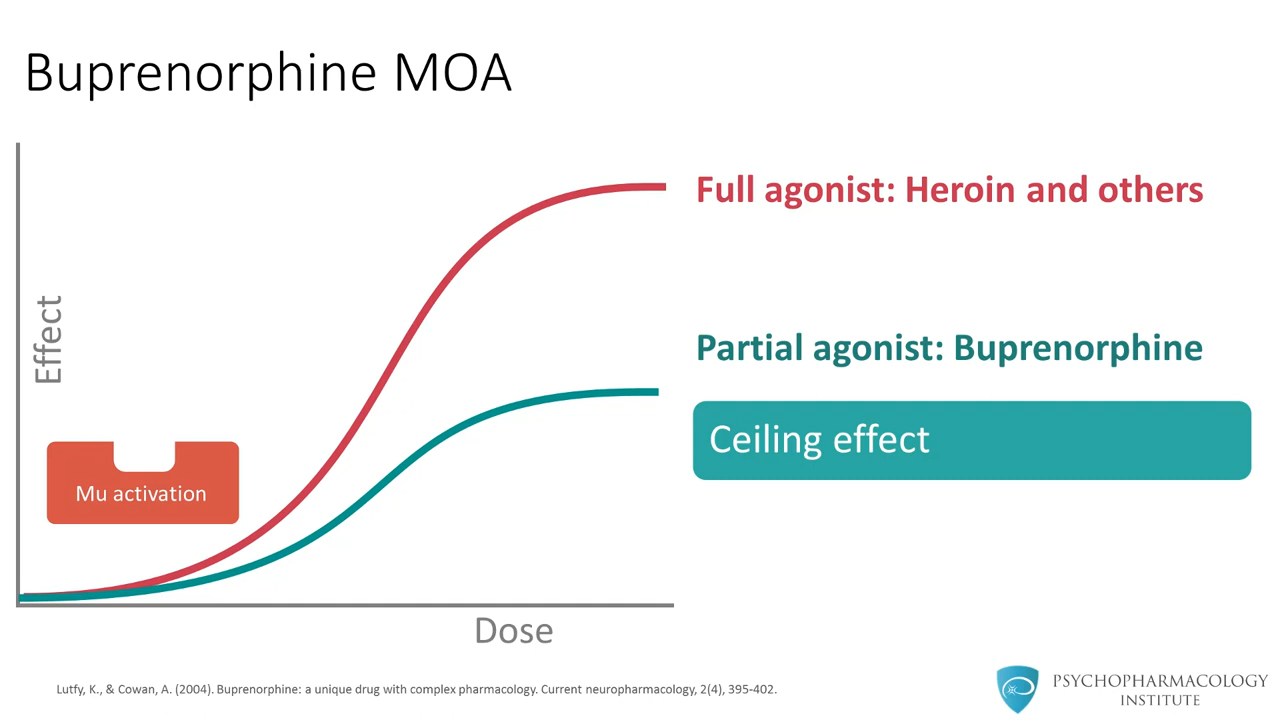 Buprenorphine MOA
Full agonist: Heroin and others
Effect
Partial agonist: Buprenorphine
Ceiling effect
Mu activation
Dose
Lutfy, K., & Cowan, A. (2004). Buprenorphine: a unique drug with complex pharmacology. Current neuropharmacology, 2(4), 395-402.
PSYCHOPHARMACOLOGY
INSTITUTE